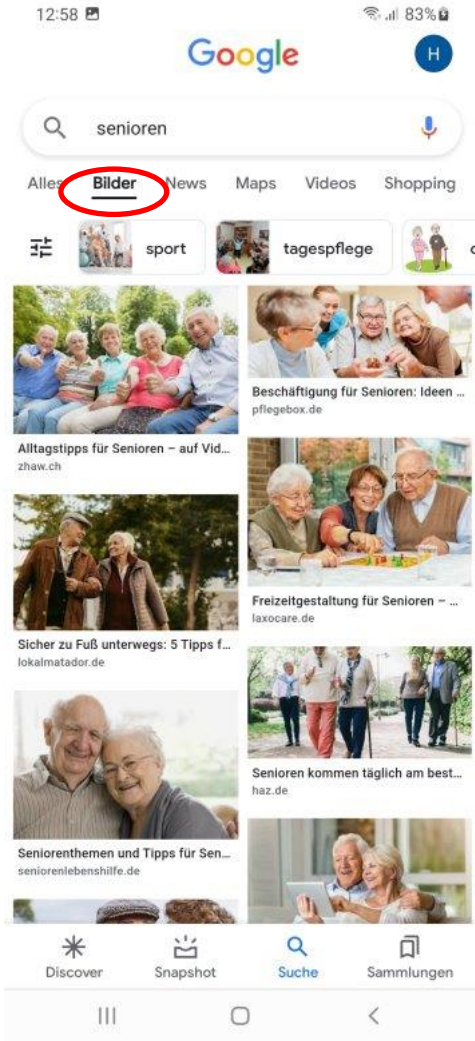 12:58
83%
Google
H
senioren
Alles Bilder News Maps Videos Shopping
sport tagespflege
Alltagstipps für Senioren – auf Vid...
zhaw.ch
Beschäftigung für Senioren: Ideen ...
pflegebox.de
Sicher zu Fuß unterwegs: 5 Tipps f...
lokalmatador.de
Freizeitgestaltung für Senioren – ...
laxocare.de
Seniorenthemen und Tipps für Sen...
seniorenlebenshilfe.de
Senioren kommen täglich am best...
haz.de
Discover Snapshot Suche Sammlungen